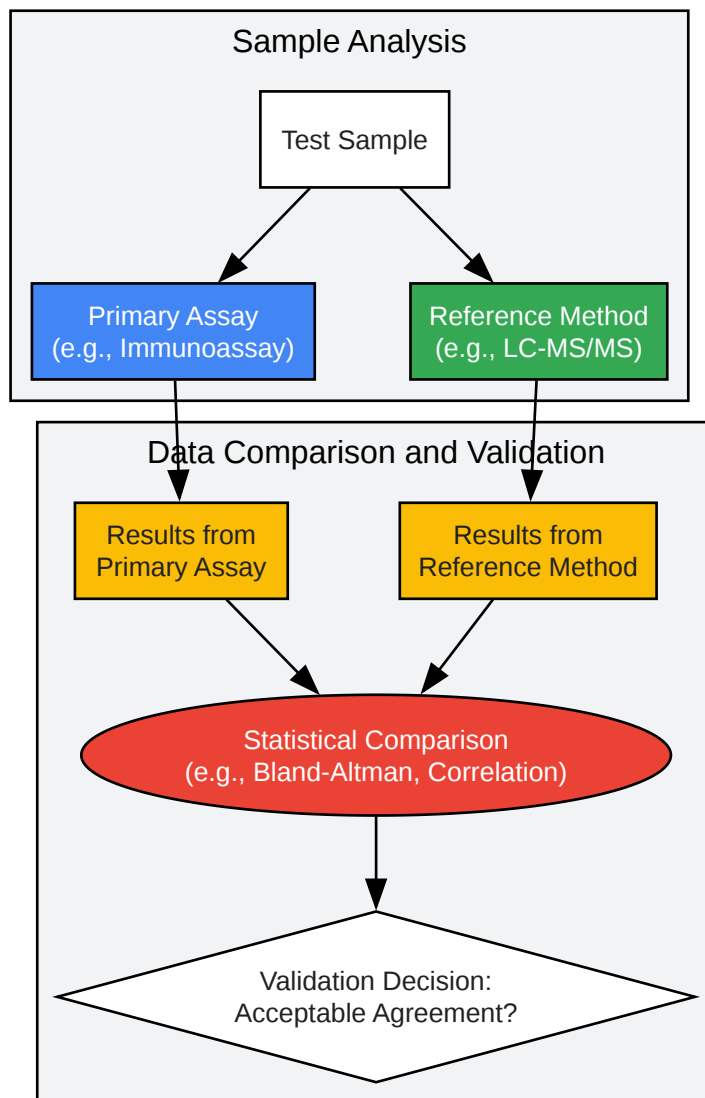 Sample Analysis
Test Sample
Primary Assay
(e.g., Immunoassay)
Reference Method
(e.g., LC-MS/MS)
Data Comparison and Validation
Results from
Primary Assay
Results from
Reference Method
Statistical Comparison
(e.g., Bland-Altman, Correlation)
Validation Decision:
Acceptable Agreement?